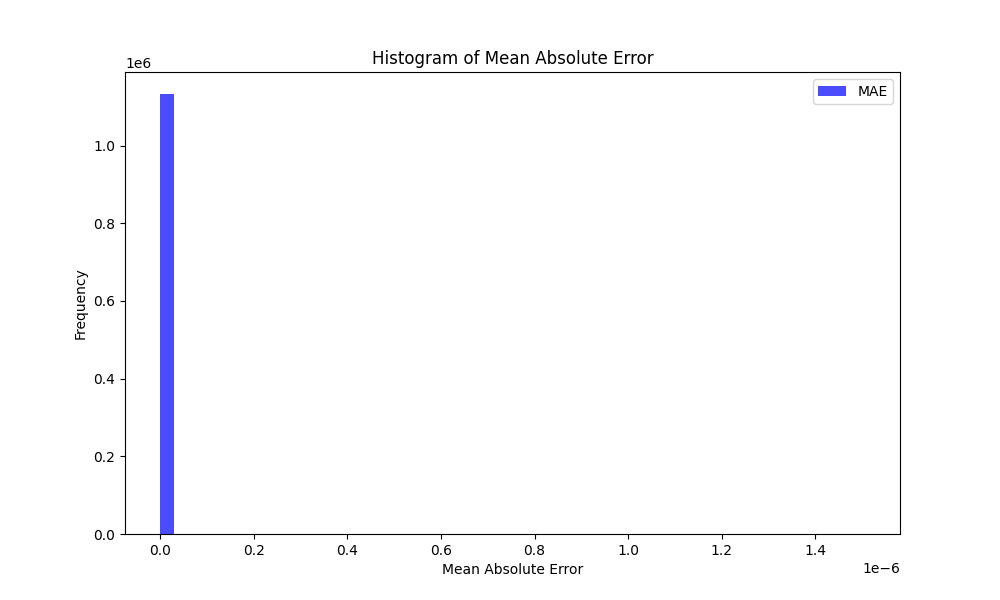 Histogram of Mean Absolute Error
1e6
MAE
1.0
0.8
0.6
0.4
0.2
0.0
Frequency
0.0 0.2 0.4 0.6 0.8 1.0 1.2 1.4
Mean Absolute Error
1e−6